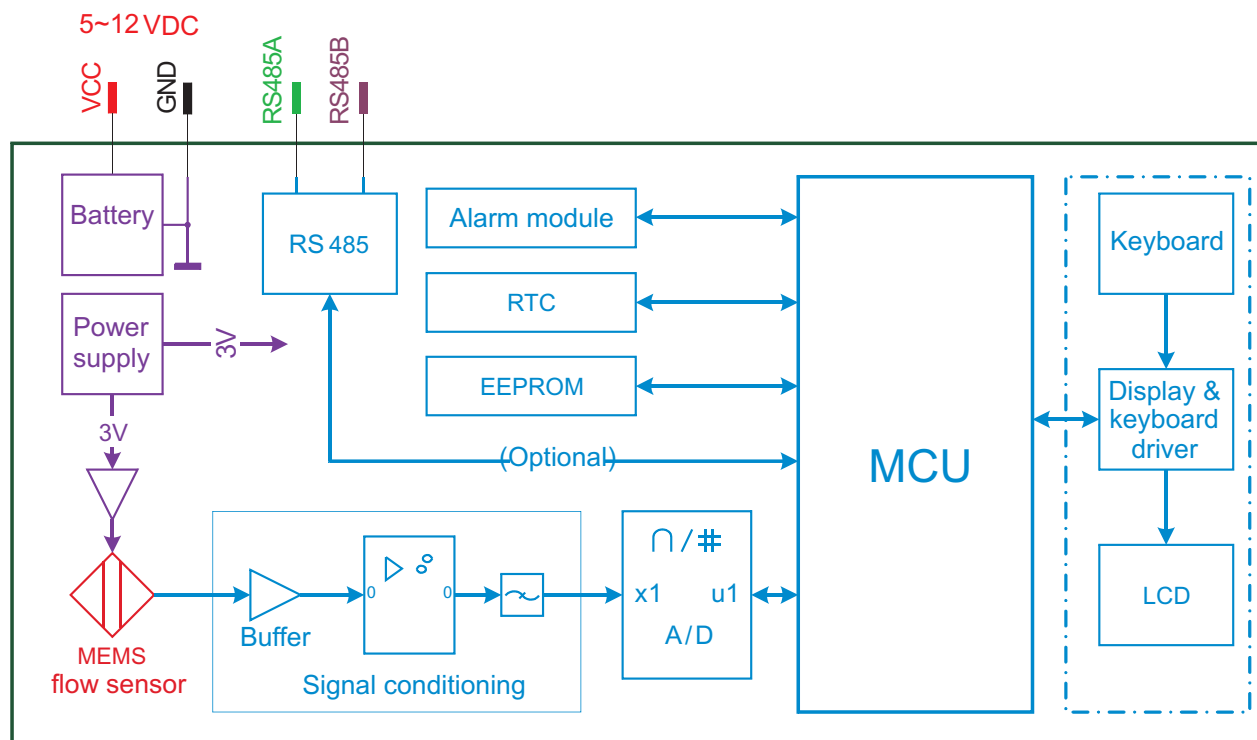 5~12 VDC
VCC
GND
RS485A
RS485B
Battery
RS 485
Alarm module
Keyboard
Power
supply
3V
RTC
3V
EEPROM
Display &
keyboard
driver
(Optional)
MCU
∩/#
x1 u1
A/D
0 0
Buffer
LCD
MEMS
flow sensor
Signal conditioning